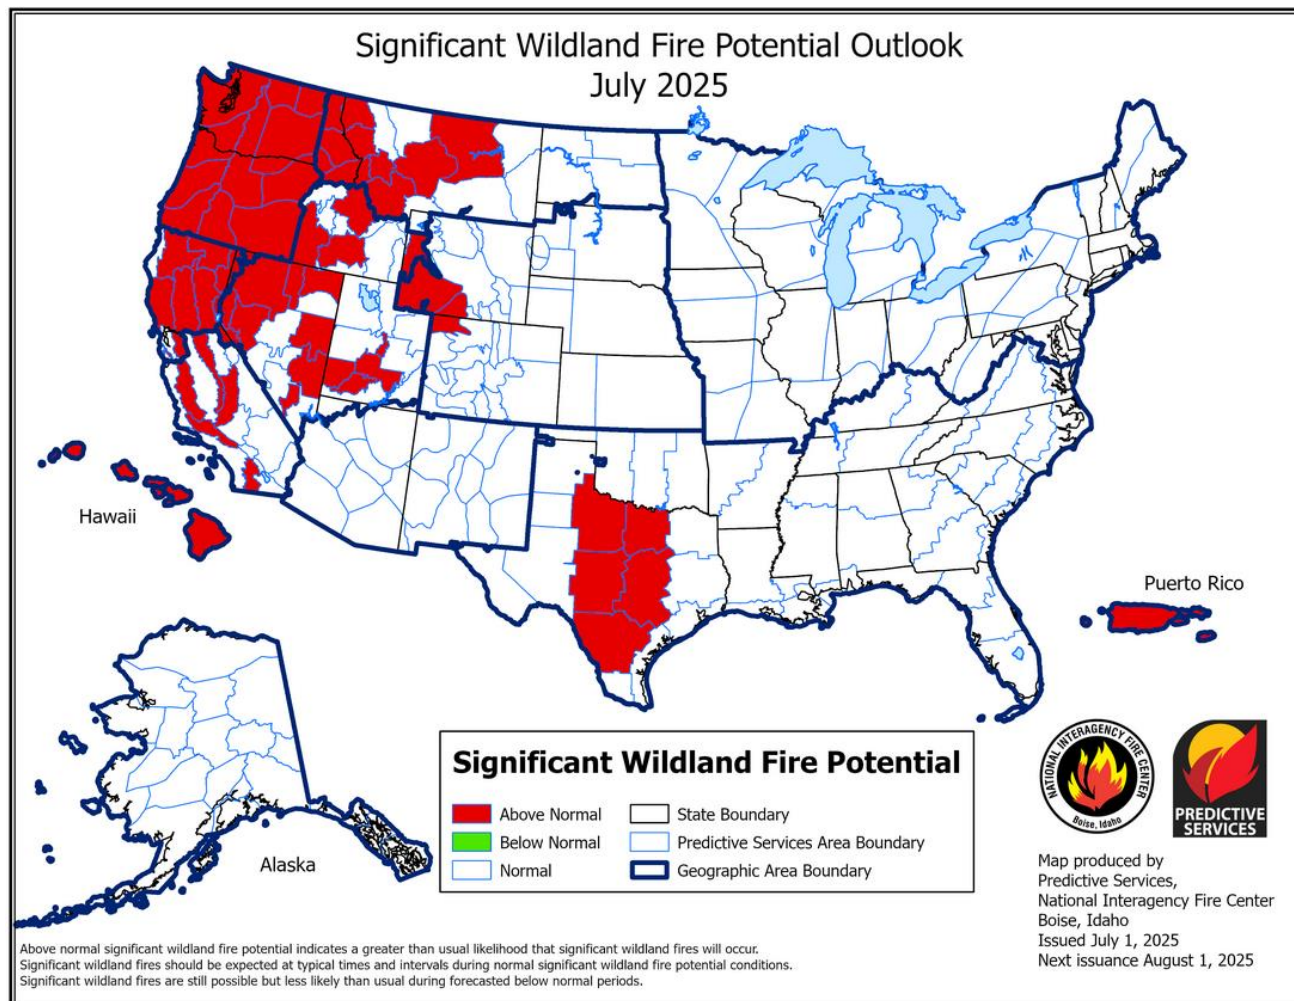 Significant Wildland Fire Potential Outlook
July 2025
Hawaii
Puerto Rico
Alaska
Significant Wildland Fire Potential
Above Normal
Below Normal
Normal
State Boundary
Predictive Services Area Boundary
Geographic Area Boundary
NATIONAL INTERAGENCY FIRE CENTER
Boise, Idaho
PREDICTIVE
SERVICES
Map produced by
Predictive Services,
National Interagency Fire Center
Boise, Idaho
Issued July 1, 2025
Next issuance August 1, 2025
Above normal significant wildland fire potential indicates a greater than usual likelihood that significant wildland fires will occur.
Significant wildland fires should be expected at typical times and intervals during normal significant wildland fire potential conditions.
Significant wildland fires are still possible but less likely than usual during forecasted below normal periods.